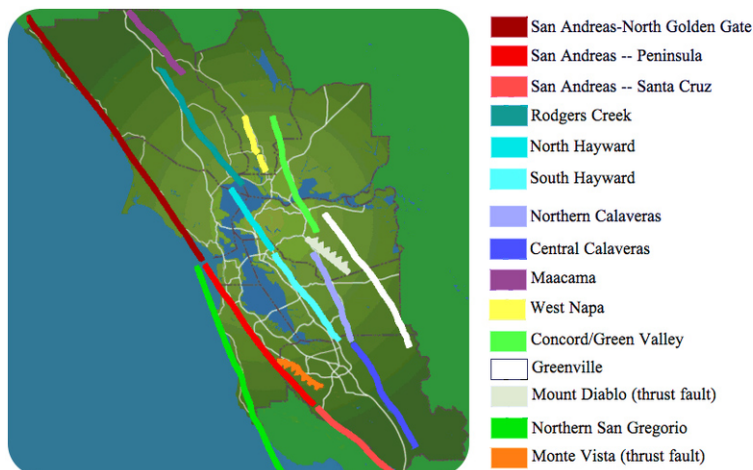 San Andreas-North Golden Gate
San Andreas -- Peninsula
San Andreas -- Santa Cruz
Rodgers Creek
North Hayward
South Hayward
Northern Calaveras
Central Calaveras
Maacama
West Napa
Concord/Green Valley
Greenville
Mount Diablo (thrust fault)
Northern San Gregorio
Monte Vista (thrust fault)